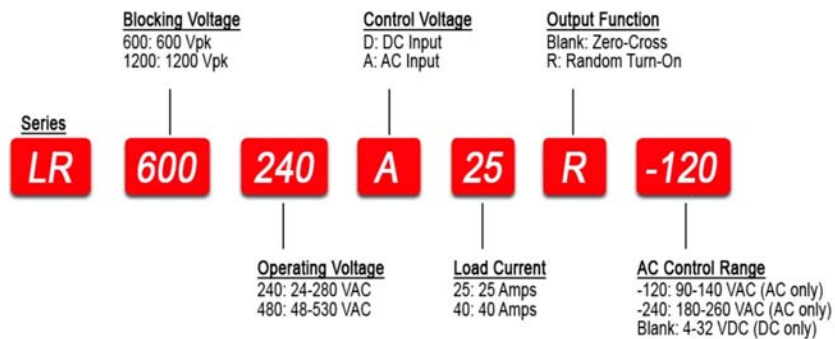 Blocking Voltage
600: 600 Vpk
1200: 1200 Vpk
Control Voltage
D: DC Input
A: AC Input
Output Function
Blank: Zero-Cross
R: Random Turn-On
Series
LR 600 240 A 25 R -120
Operating Voltage
240: 24-280 VAC
480: 48-530 VAC
Load Current
25: 25 Amps
40: 40 Amps
AC Control Range
-120: 90-140 VAC (AC only)
-240: 180-260 VAC (AC only)
Blank: 4-32 VDC (DC only)